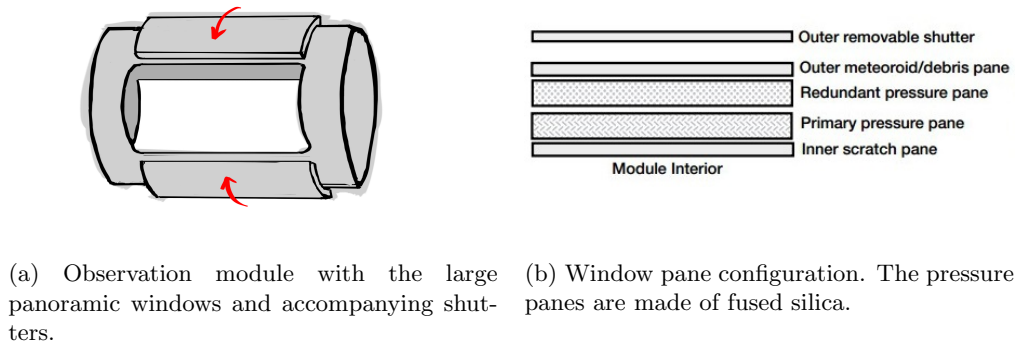 Outer removable shutter
Outer meteoroid/debris pane
Redundant pressure pane
Primary pressure pane
Inner scratch pane
Module Interior
(a) Observation module with the large
panoramic windows and accompanying shut-
ters.
(b) Window pane configuration. The pressure
panes are made of fused silica.